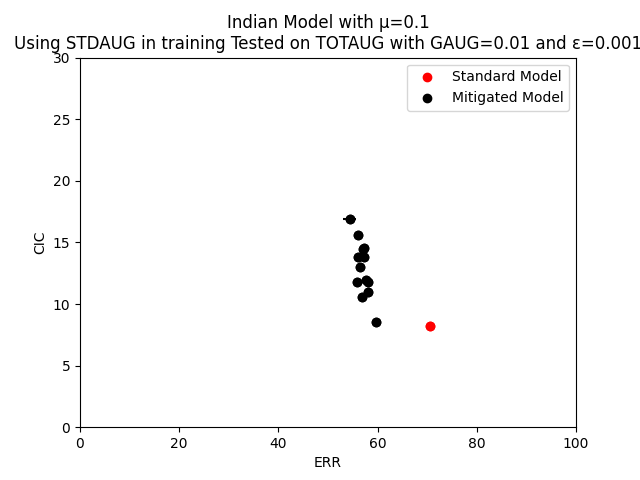 Indian Model with μ=0.1
Using STDAUG in training Tested on TOTAUG with GAUG=0.01 and ε=0.001
Standard Model
Mitigated Model
30
25
20
15
10
5
0
CIC
0 20 40 60 80 100
ERR